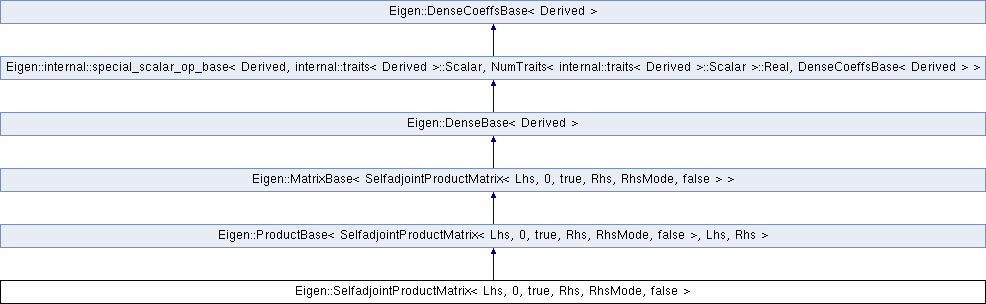 Eigen::DenseCoeffsBase< Derived >
Eigen::internal::special_scalar_op_base< Derived, internal::traits< Derived >::Scalar, NumTraits< internal::traits< Derived >::Scalar >::Real, DenseCoeffsBase< Derived > >
Eigen::DenseBase< Derived >
Eigen::MatrixBase< SelfadjointProductMatrix< Lhs, 0, true, Rhs, RhsMode, false > >
Eigen::ProductBase< SelfadjointProductMatrix< Lhs, 0, true, Rhs, RhsMode, false >, Lhs, Rhs >
Eigen::SelfadjointProductMatrix< Lhs, 0, true, Rhs, RhsMode, false >